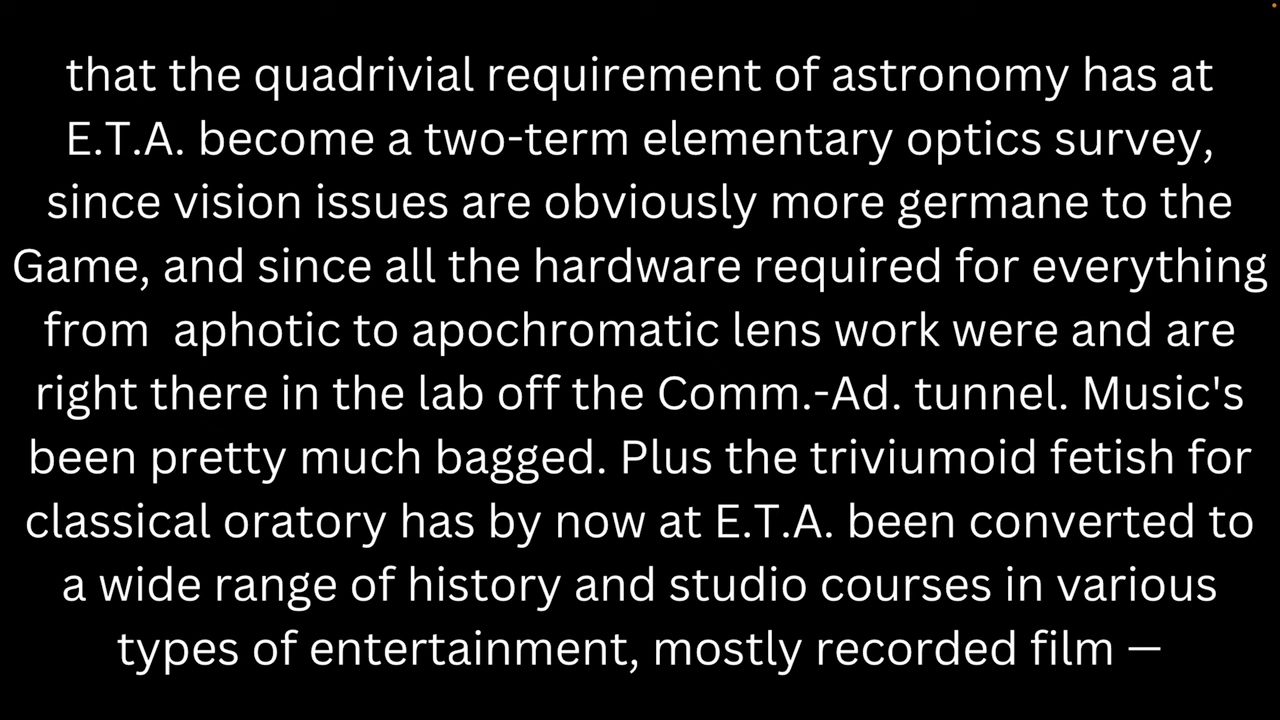 that the quadrivial requirement of astronomy has at
E.T.A. become a two-term elementary optics survey,
since vision issues are obviously more germane to the
Game, and since all the hardware required for everything
from  aphotic to apochromatic lens work were and are
right there in the lab off the Comm.-Ad. tunnel. Music's
been pretty much bagged. Plus the triviumoid fetish for
classical oratory has by now at E.T.A. been converted to
a wide range of history and studio courses in various
types of entertainment, mostly recorded film —